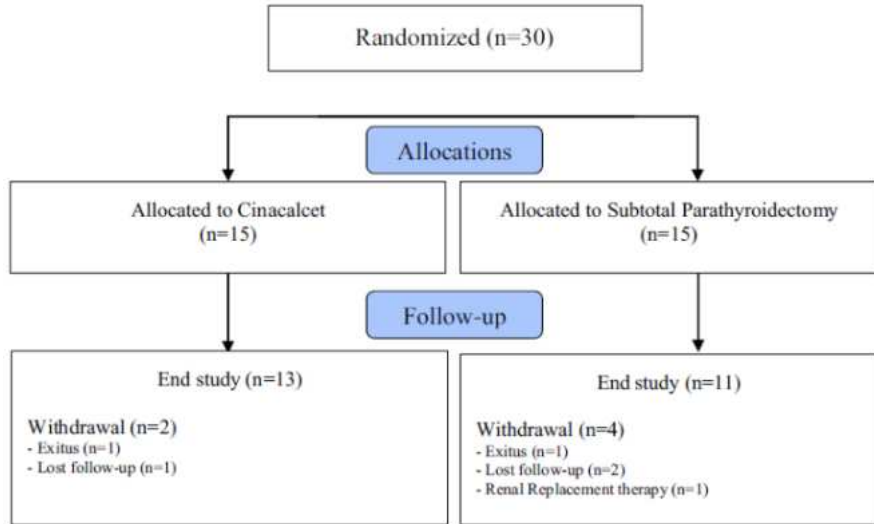 Randomized (n=30)
Allocations
Allocated to Cinacalcet
(n=15)
Allocated to Subtotal Parathyroidectomy
(n=15)
Follow-up
End study (n=13)
Withdrawal (n=2)
- Exitus (n=1)
- Lost follow-up (n=1)
End study (n=11)
Withdrawal (n=4)
- Exitus (n=1)
- Lost follow-up (n=2)
- Renal Replacement therapy (n=1)